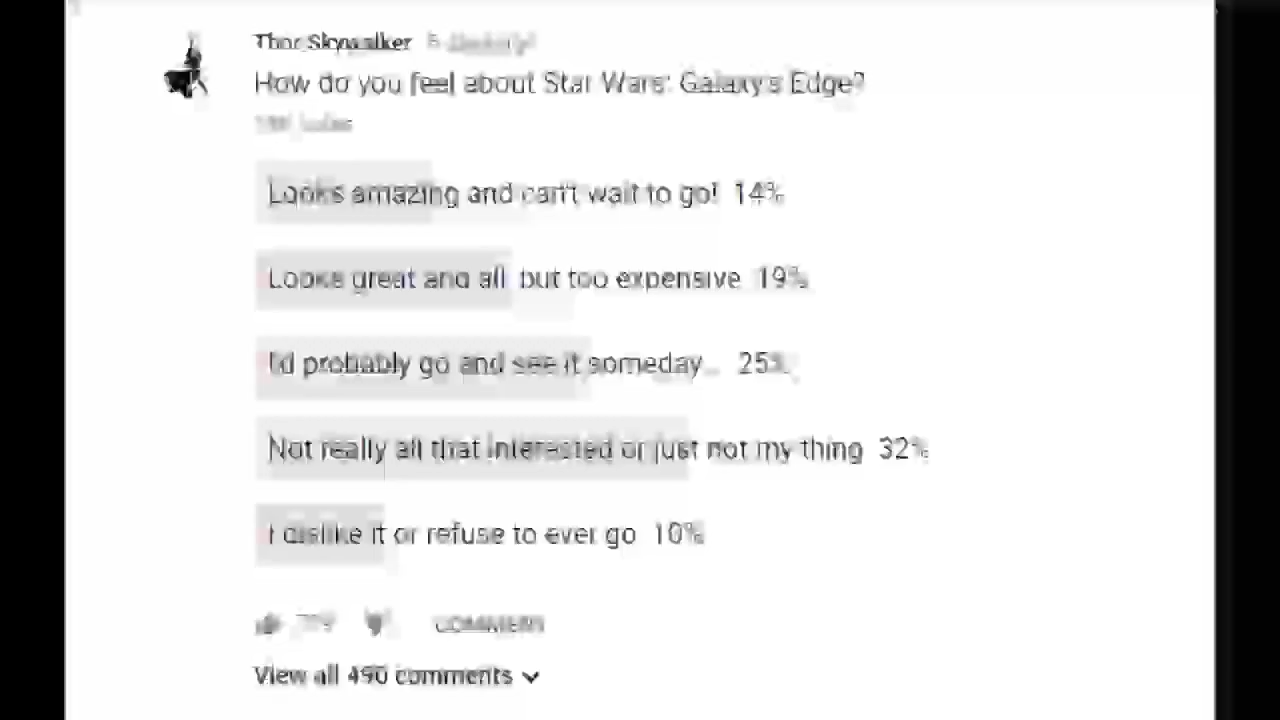 Thor Skywalker
How do you feel about Star Wars: Galaxy's Edge?
Looks amazing and can't wait to go! 14%
Looks great and all but too expensive 19%
I'd probably go and see it someday... 25%
Not really all that interested or just not my thing 32%
I dislike it or refuse to ever go 10%
COMMENT
View all 490 comments